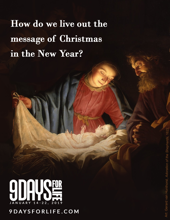 How do we live out the
message of Christmas
in the New Year?
9DAYS FOR LIFE
9DAYSFORLIFE.COM